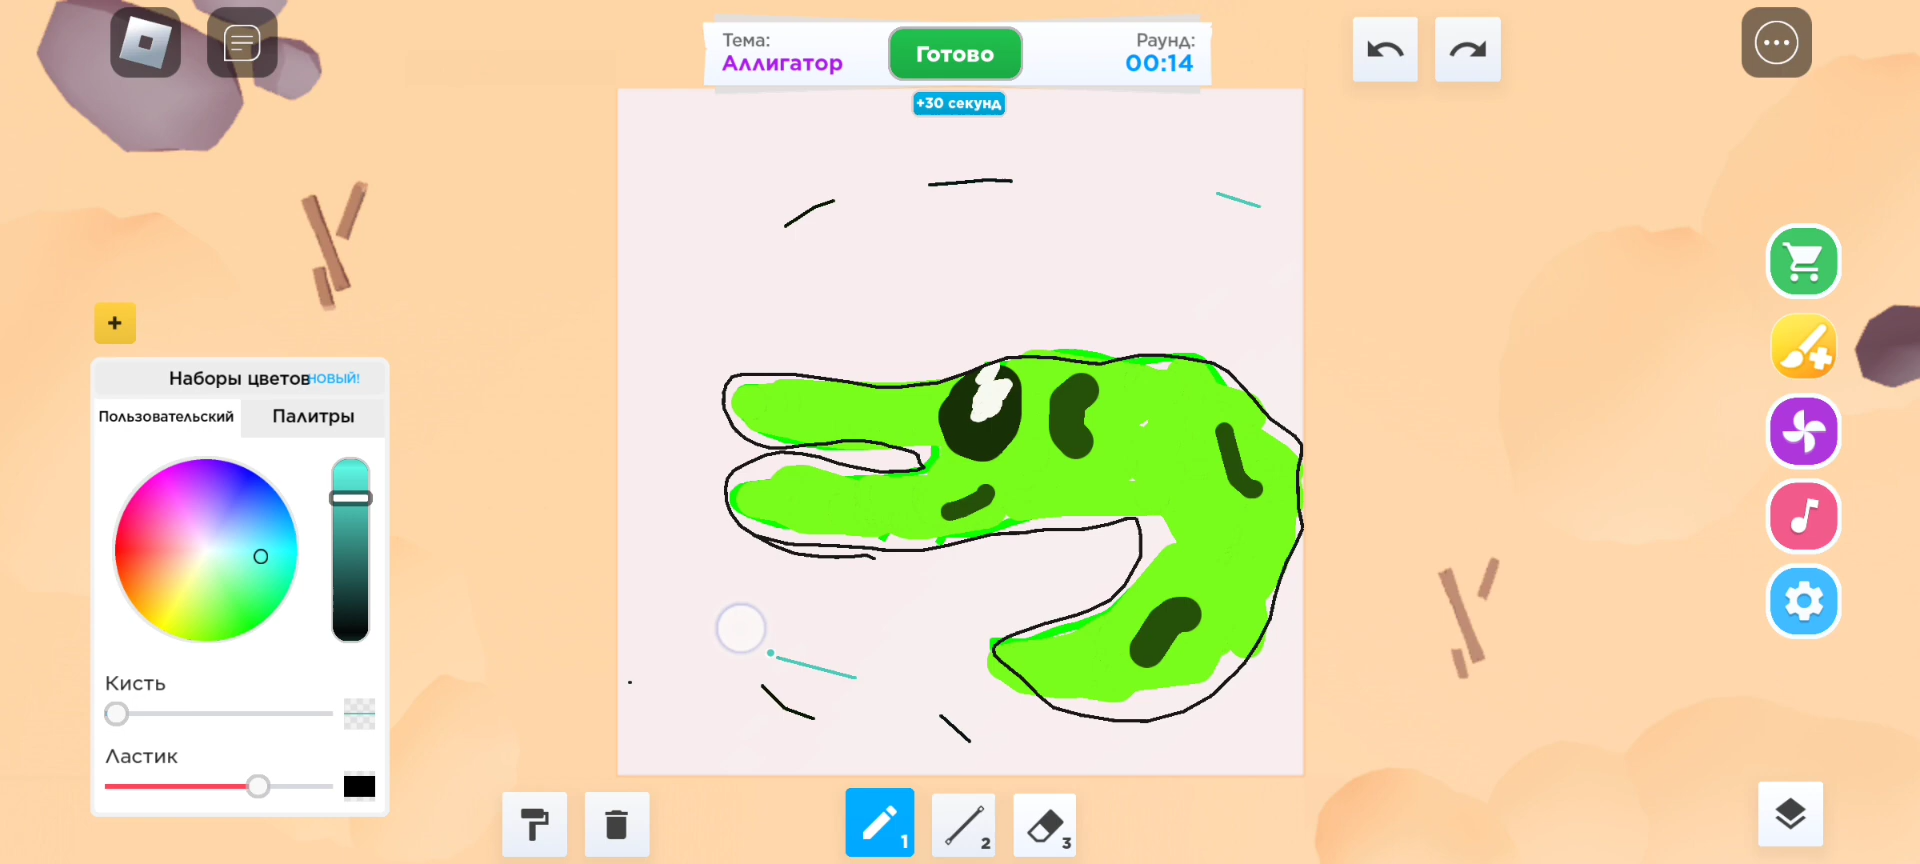 Тема:
Аллигатор
Готово
Раунд:
00:14
+30 секунд
+
Наборы цветов НОВЫЙ!
Пользовательский
Палитры
Кисть
Ластик
1
2
3